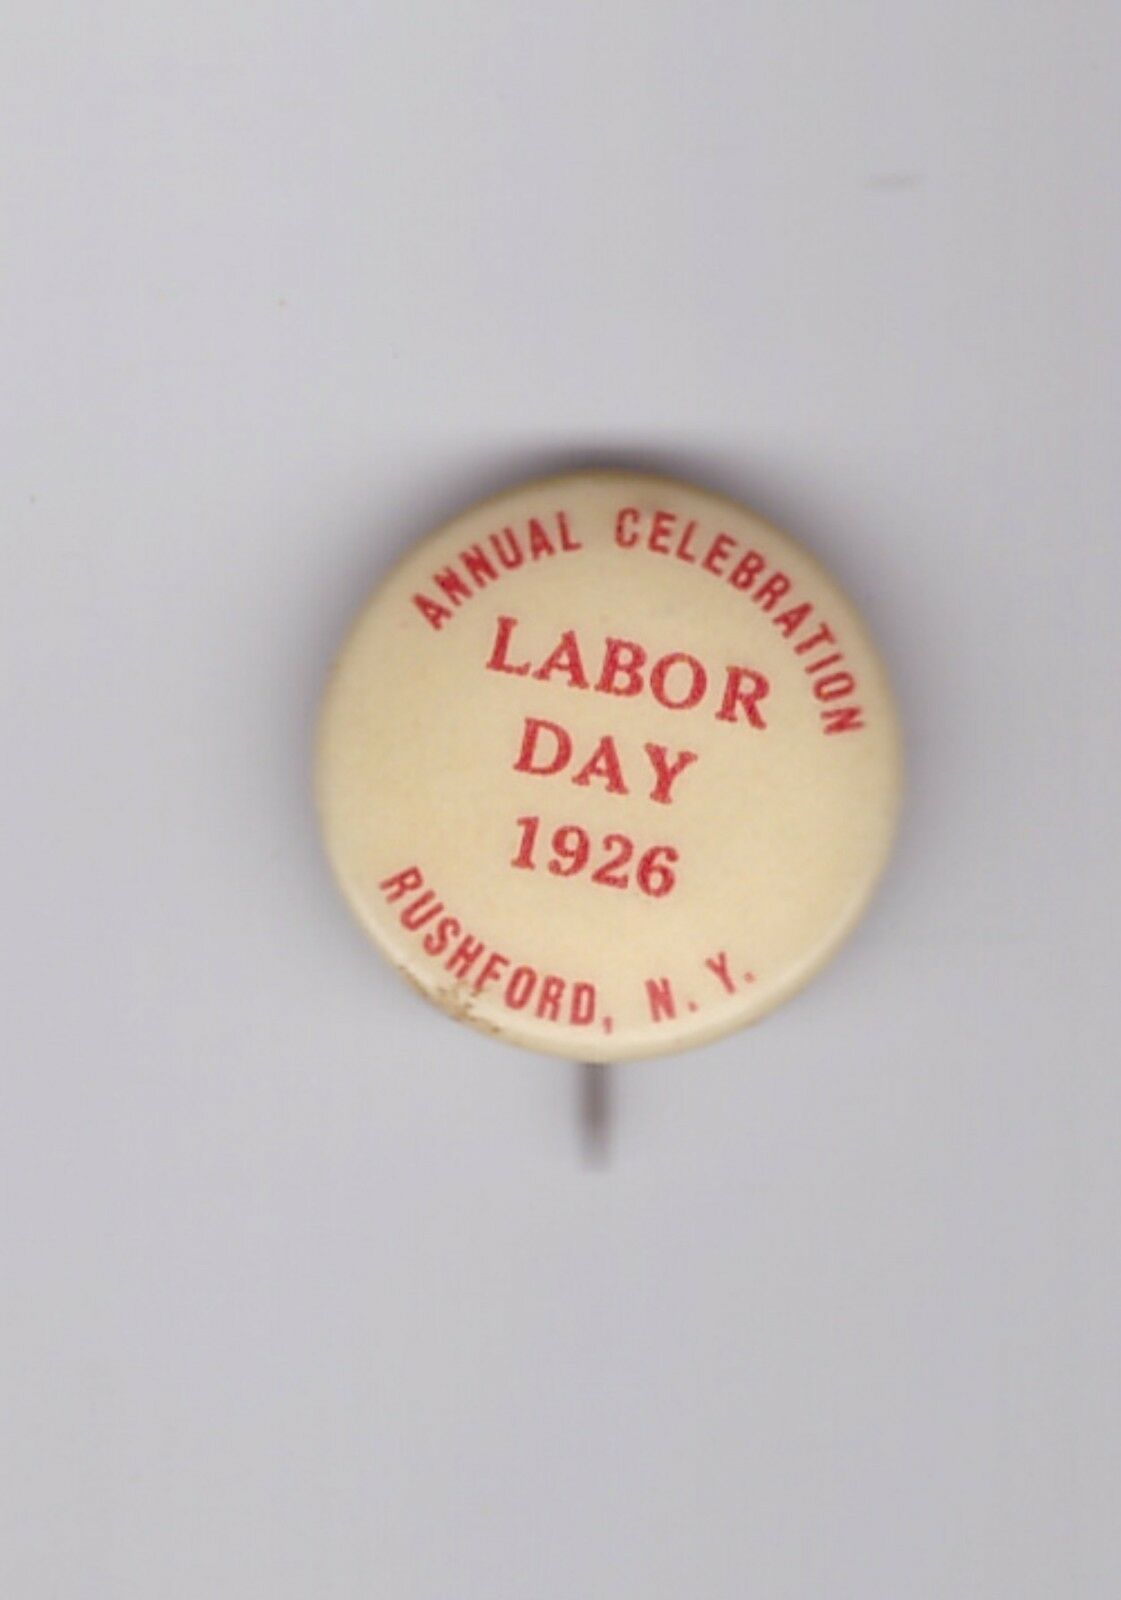 ANNUAL CELEBRATION
LABOR
DAY
1926
RUSHFORD, N. Y.